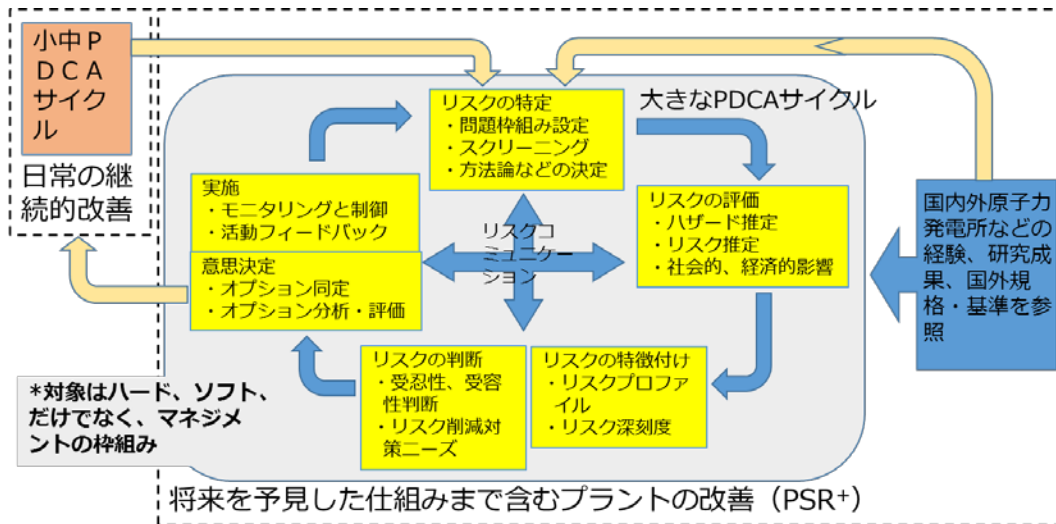 小中Ｐ
ＤＣＡ
サイク
ル
日常の継
続的改善
リスクの特定
・問題枠組み設定
・スクリーニング
・方法論などの決定
大きなPDCAサイクル
実施
・モニタリングと制御
・活動フィードバック
意思決定
・オプション同定
・オプション分析・評価
リスクコ
ミュニケー
ション
リスクの評価
・ハザード推定
・リスク推定
・社会的、経済的影響
国内外原子力
発電所などの
経験、研究成
果、国外規
格・基準を参
照
リスクの判断
・受忍性、受容
性判断
・リスク削減対
策ニーズ
リスクの特徴付け
・リスクプロファ
イル
・リスク深刻度
*対象はハード、ソフト、
だけでなく、マネジメ
ントの枠組み
将来を予見した仕組みまで含むプラントの改善（PSR⁺）